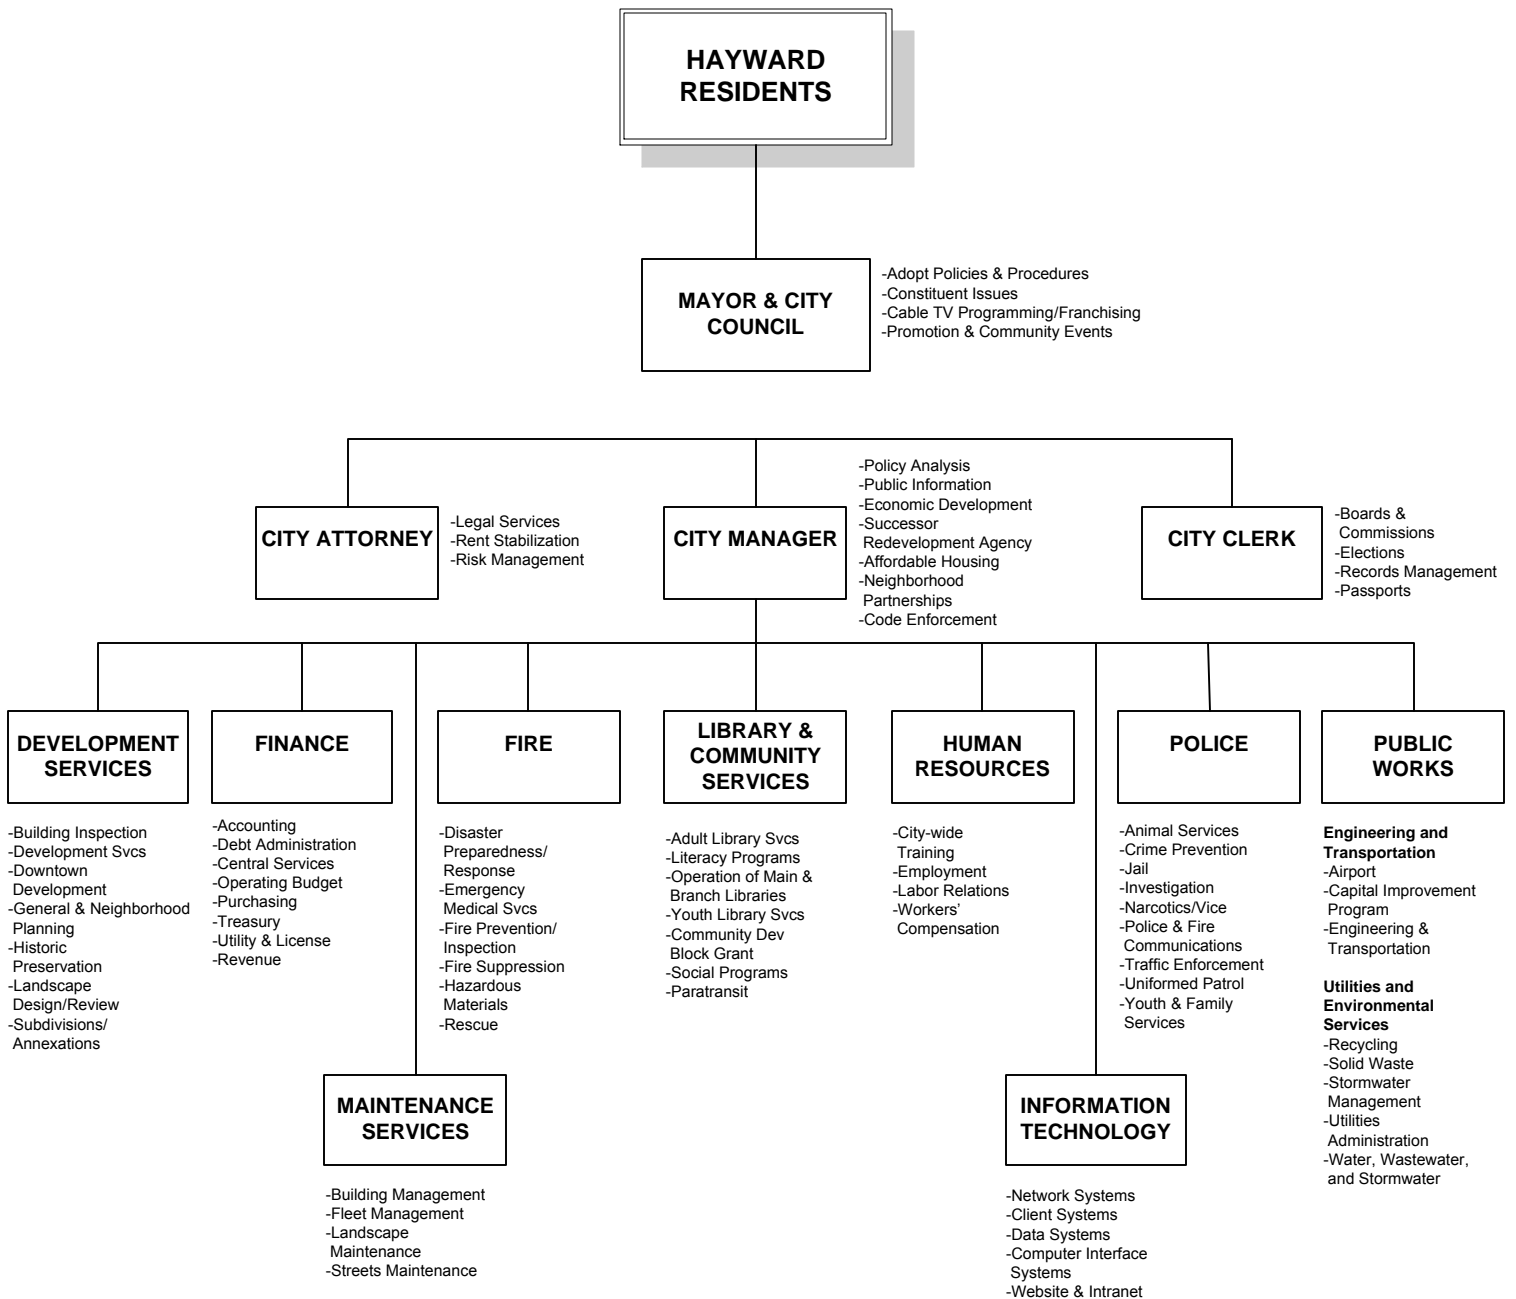 HAYWARD
RESIDENTS
MAYOR & CITY
COUNCIL
-Adopt Policies & Procedures
-Constituent Issues
-Cable TV Programming/Franchising
-Promotion & Community Events
CITY ATTORNEY
-Legal Services
-Rent Stabilization
-Risk Management
CITY MANAGER
-Policy Analysis
-Public Information
-Economic Development
-Successor
Redevelopment Agency
-Affordable Housing
-Neighborhood
Partnerships
-Code Enforcement
CITY CLERK
-Boards &
Commissions
-Elections
-Records Management
-Passports
DEVELOPMENT
SERVICES
-Building Inspection
-Development Svcs
-Downtown
Development
-General & Neighborhood
Planning
-Historic
Preservation
-Landscape
Design/Review
-Subdivisions/
Annexations
FINANCE
-Accounting
-Debt Administration
-Central Services
-Operating Budget
-Purchasing
-Treasury
-Utility & License
-Revenue
FIRE
-Disaster
Preparedness/
Response
-Emergency
Medical Svcs
-Fire Prevention/
Inspection
-Fire Suppression
-Hazardous
Materials
-Rescue
LIBRARY &
COMMUNITY
SERVICES
-Adult Library Svcs
-Literacy Programs
-Operation of Main &
Branch Libraries
-Youth Library Svcs
-Community Dev
Block Grant
-Social Programs
-Paratransit
HUMAN
RESOURCES
-City-wide
Training
-Employment
-Labor Relations
-Workers’
Compensation
POLICE
-Animal Services
-Crime Prevention
-Jail
-Investigation
-Narcotics/Vice
-Police & Fire
Communications
-Traffic Enforcement
-Uniformed Patrol
-Youth & Family
Services
PUBLIC
WORKS
Engineering and
Transportation
-Airport
-Capital Improvement
Program
-Engineering &
Transportation
Utilities and
Environmental
Services
-Recycling
-Solid Waste
-Stormwater
Management
-Utilities
Administration
-Water, Wastewater,
and Stormwater
MAINTENANCE
SERVICES
-Building Management
-Fleet Management
-Landscape
Maintenance
-Streets Maintenance
INFORMATION
TECHNOLOGY
-Network Systems
-Client Systems
-Data Systems
-Computer Interface
Systems
-Website & Intranet